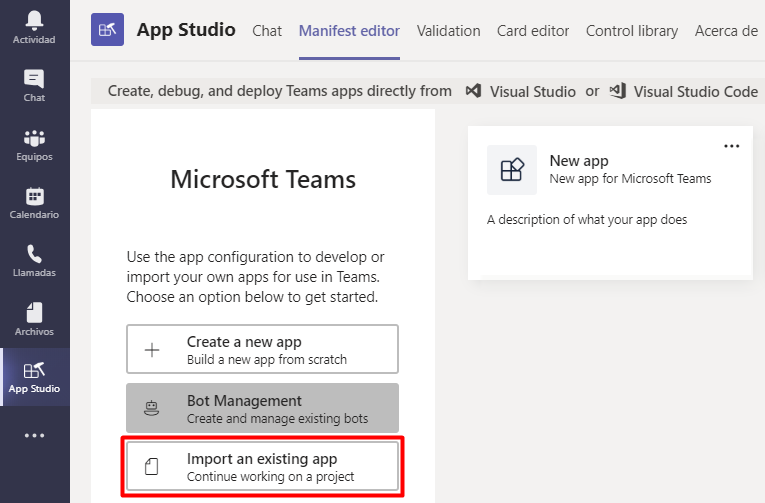 Actividad
Chat
Equipos
Calendario
Llamadas
Archivos
App Studio
App Studio Chat Manifest editor Validation Card editor Control library Acerca de
Create, debug, and deploy Teams apps directly from Visual Studio or Visual Studio Code
Microsoft Teams
Use the app configuration to develop or
import your own apps for use in Teams.
Choose an option below to get started.
Create a new app
Build a new app from scratch
Bot Management
Create and manage existing bots
Import an existing app
Continue working on a project
New app
New app for Microsoft Teams
A description of what your app does